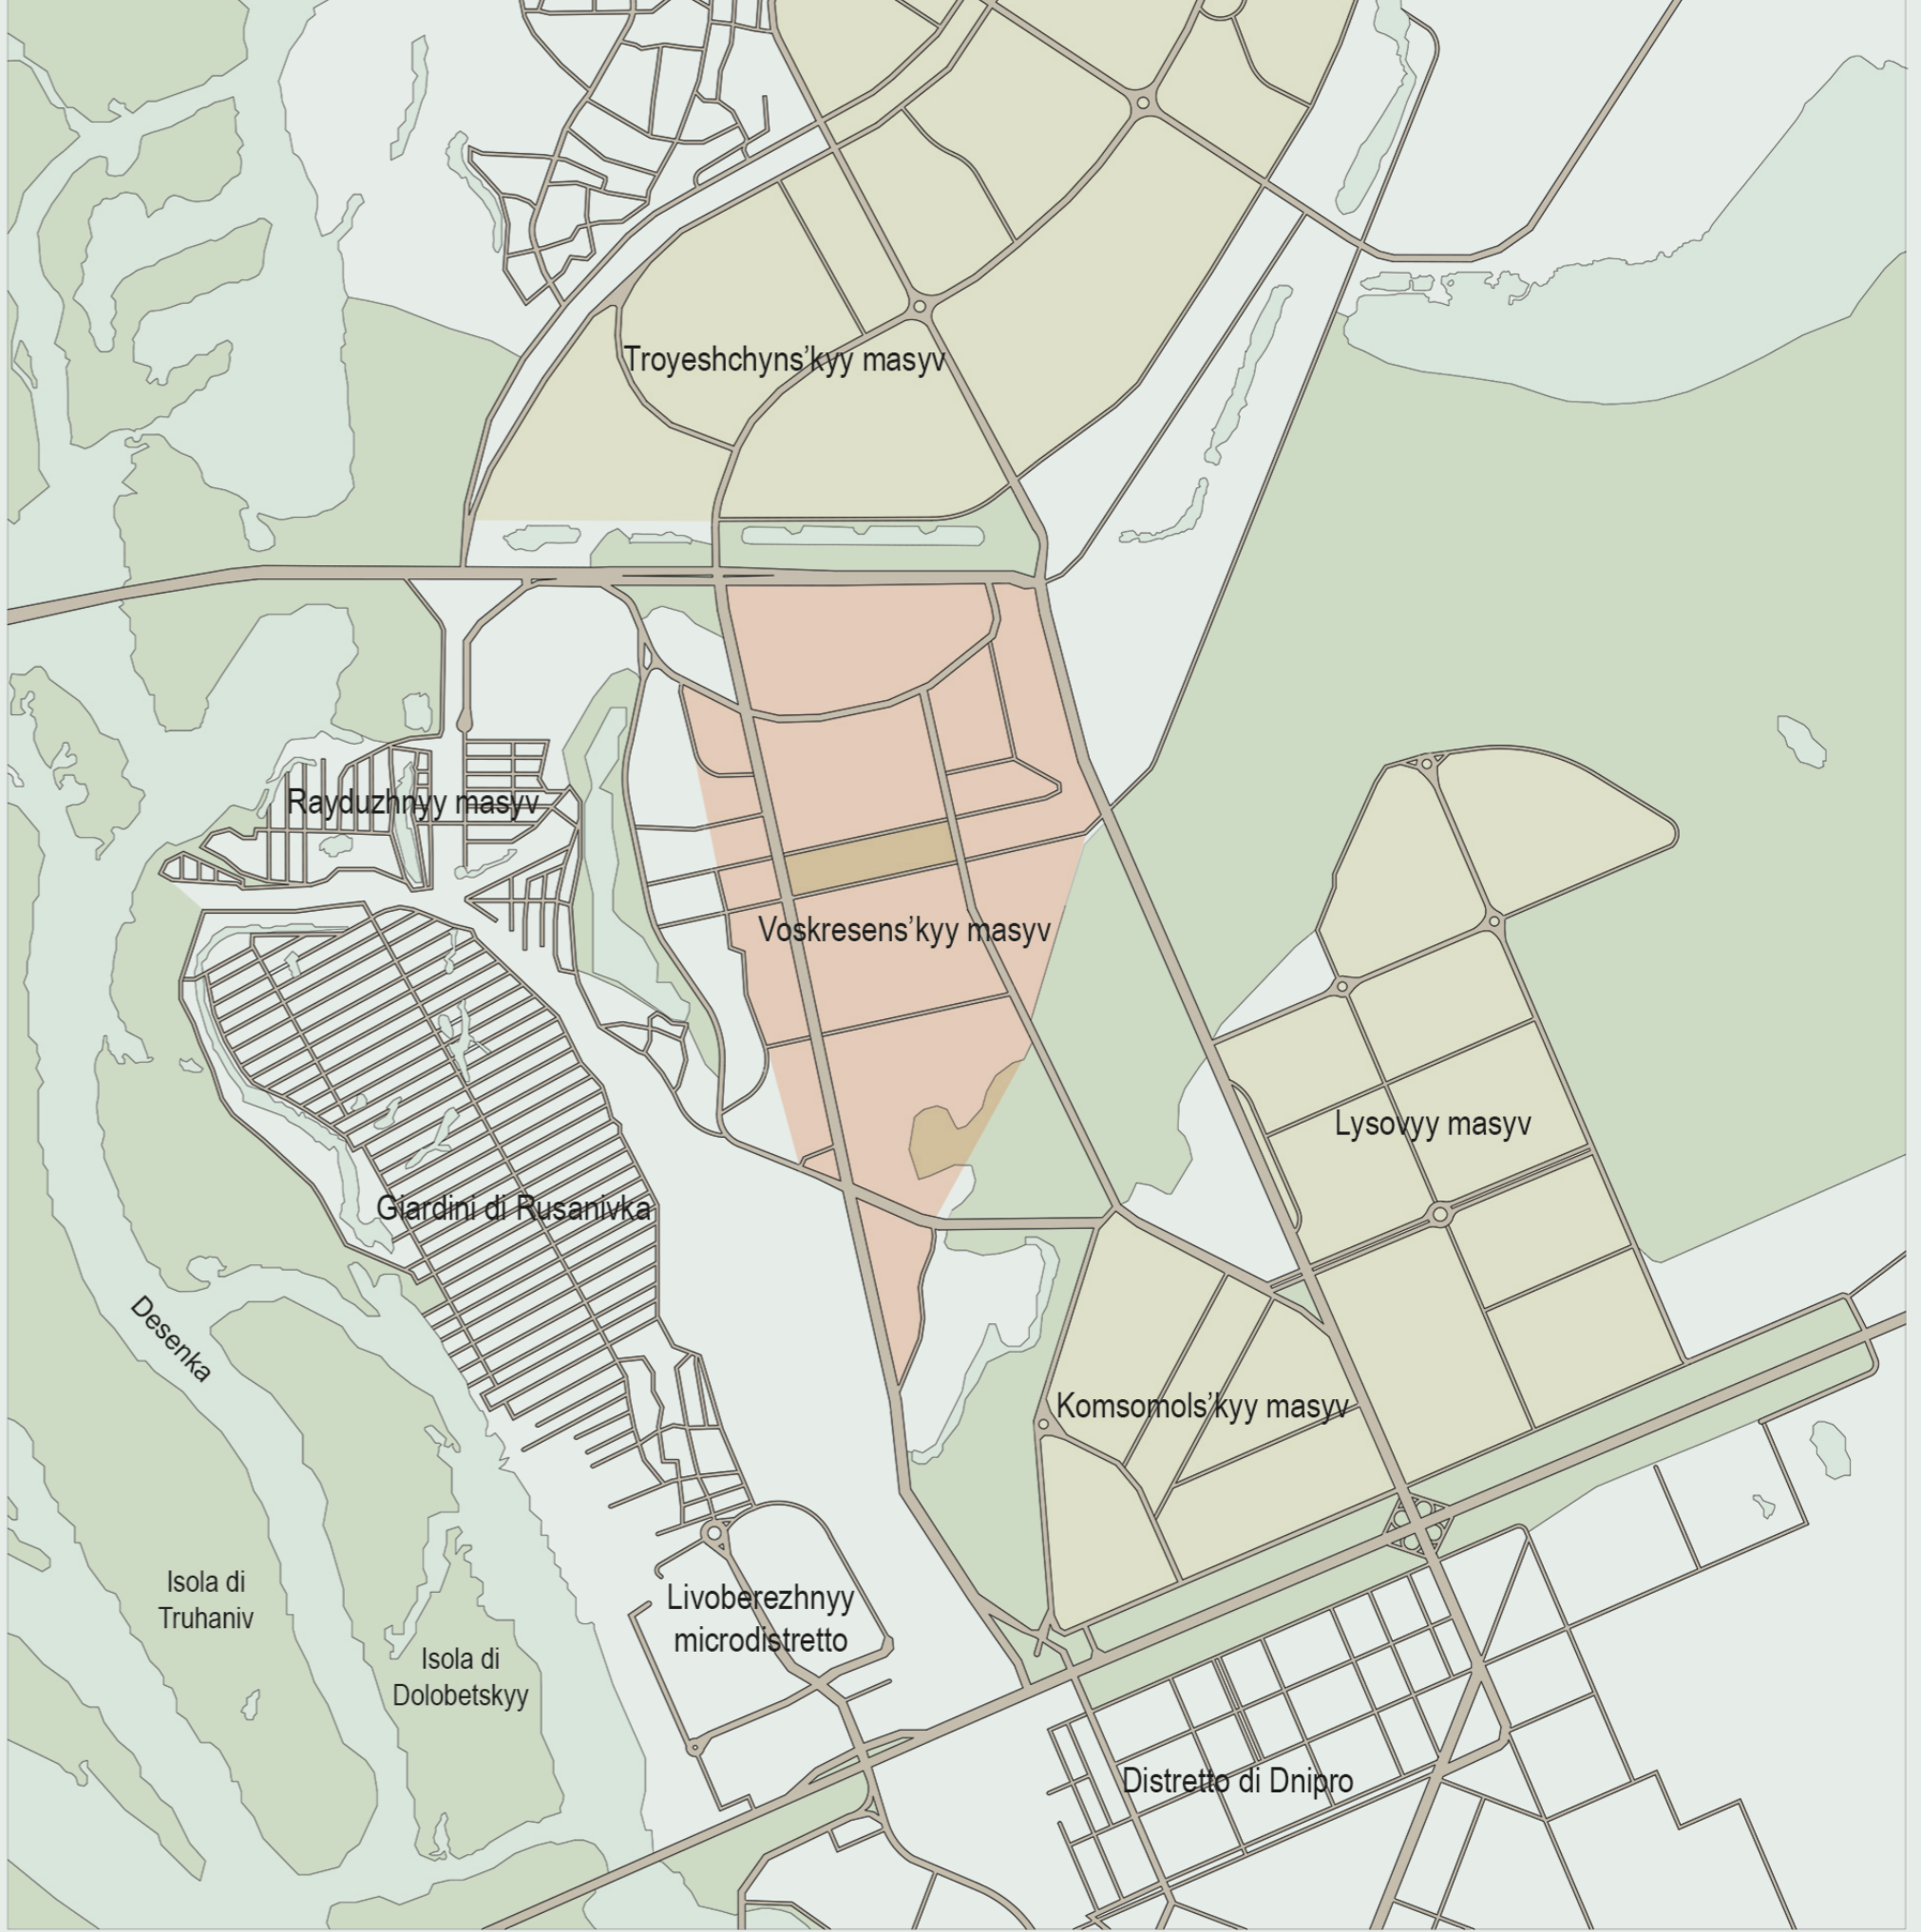 Troyeshchyns’kyy masyv
Rayduzhnyy masyv
Voskresens’kyy masyv
Lysovyy masyv
Giardini di Rusanivka
Desenka
Komsomols’kyy masyv
Isola di
Truhaniv
Livoberezhnyy
microdistretto
Isola di
Dolobetskyy
Distretto di Dnipro